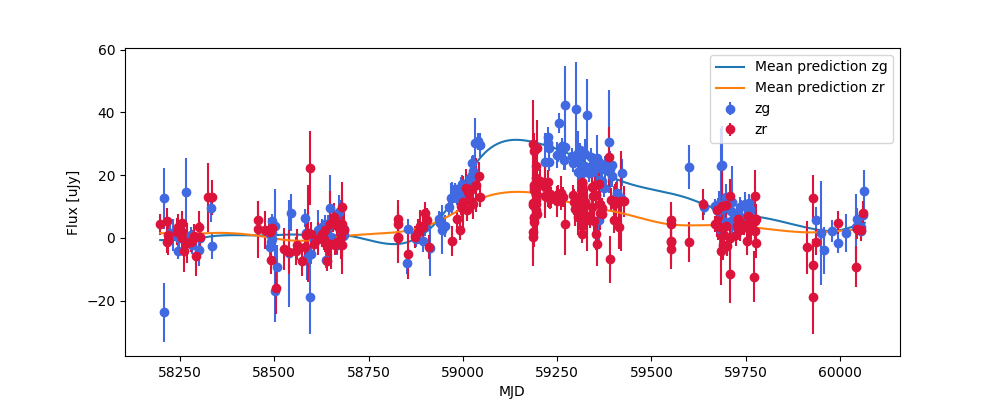 60
40
20
0
−20
Flux [uJy]
58250 58500 58750 59000 59250 59500 59750 60000
MJD
Mean prediction zg
Mean prediction zr
zg
zr